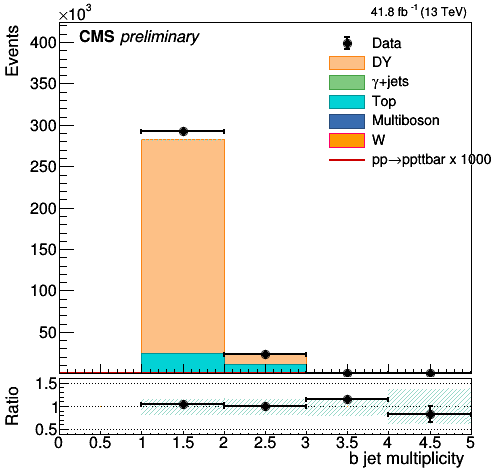 ×10³
41.8 fb⁻¹ (13 TeV)
CMS preliminary
Events
400
350
300
250
200
150
100
50
Data
DY
γ+jets
Top
Multiboson
W
pp→ppttbar x 1000
Ratio
1.5
1
0.5
0 0.5 1 1.5 2 2.5 3 3.5 4 4.5 5
b jet multiplicity